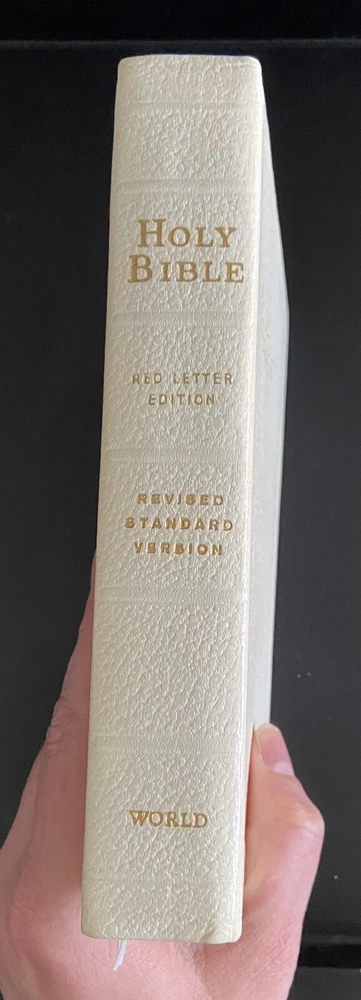 HOLY
BIBLE
RED LETTER
EDITION
REVISED
STANDARD
VERSION
WORLD